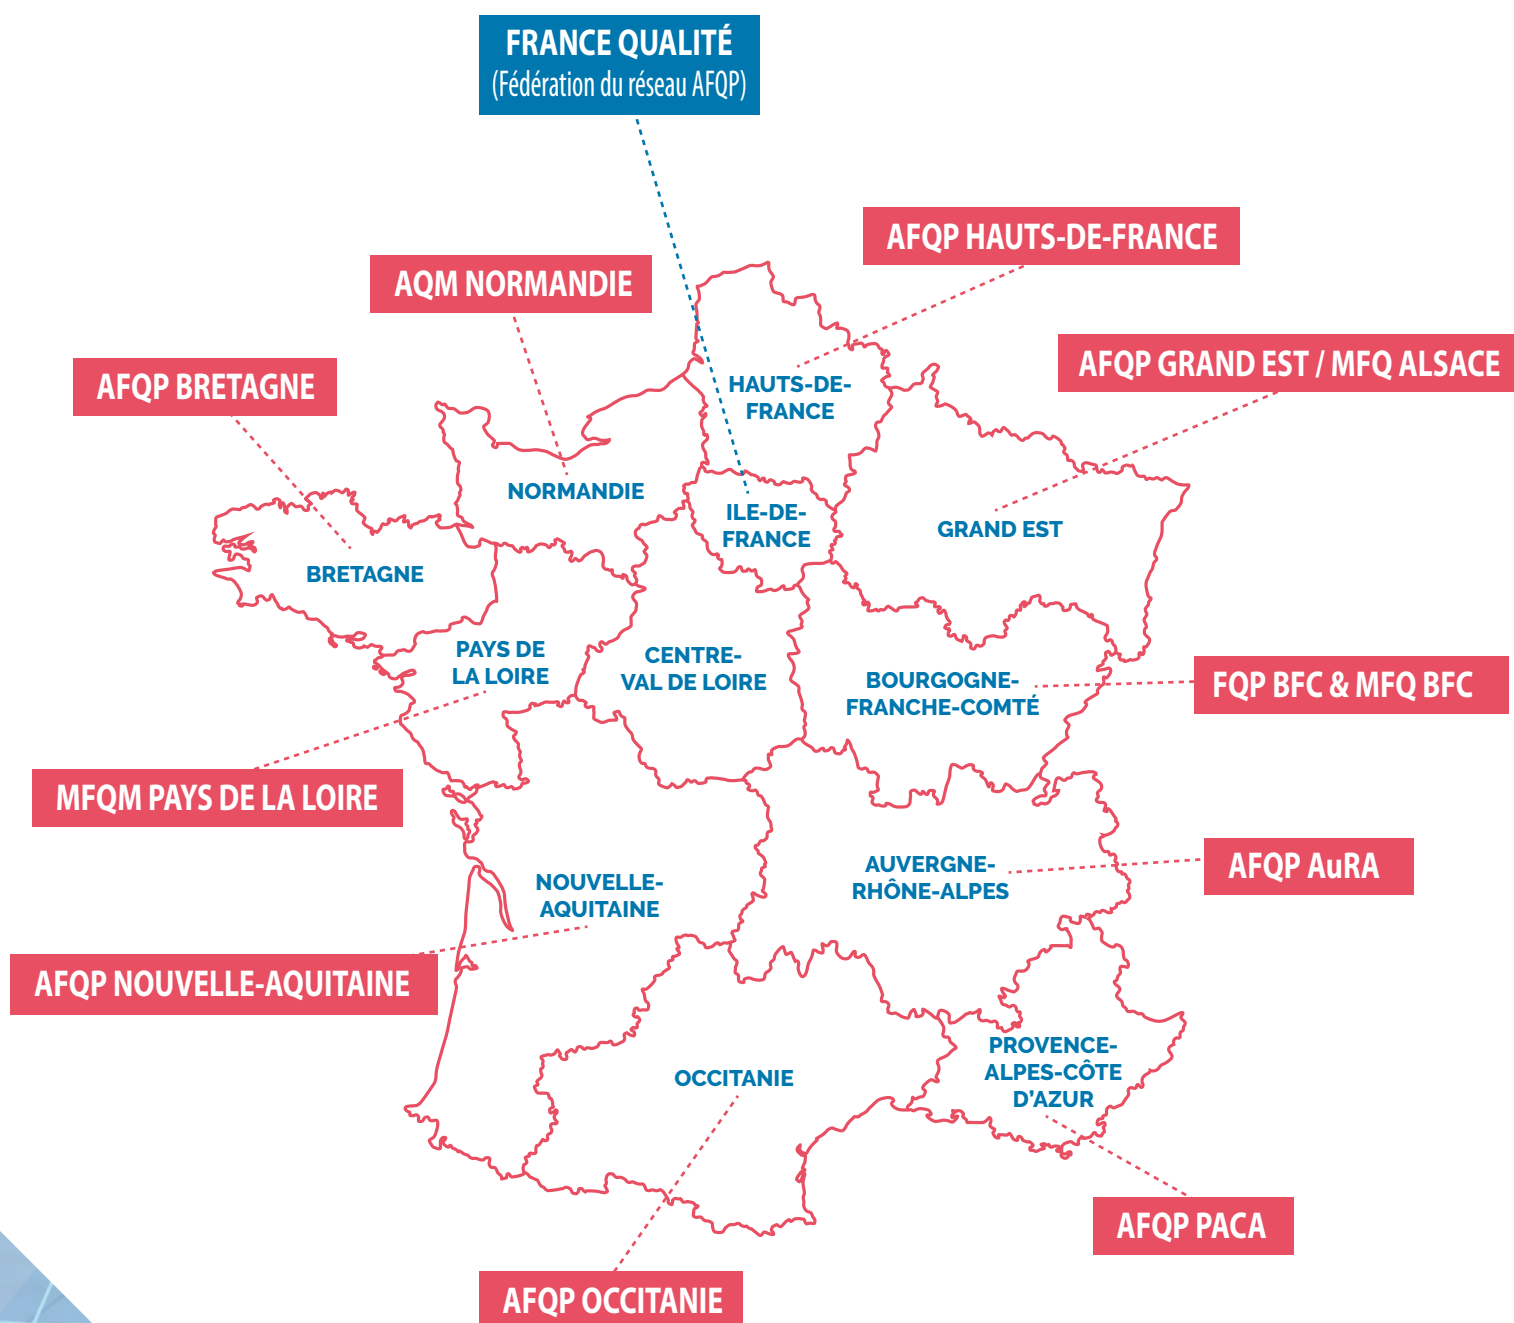 FRANCE QUALITÉ
(Fédération du réseau AFQP)
AFQP HAUTS-DE-FRANCE
AQM NORMANDIE
AFQP GRAND EST / MFQ ALSACE
AFQP BRETAGNE
HAUTS-DE-
FRANCE
NORMANDIE
ILE-DE-
FRANCE
GRAND EST
BRETAGNE
PAYS DE
LA LOIRE
CENTRE-
VAL DE LOIRE
BOURGOGNE-
FRANCHE-COMTÉ
FQP BFC & MFQ BFC
MFQM PAYS DE LA LOIRE
AUVERGNE-
RHÔNE-ALPES
AFQP AuRA
NOUVELLE-
AQUITAINE
AFQP NOUVELLE-AQUITAINE
PROVENCE-
ALPES-CÔTE
D'AZUR
OCCITANIE
AFQP PACA
AFQP OCCITANIE